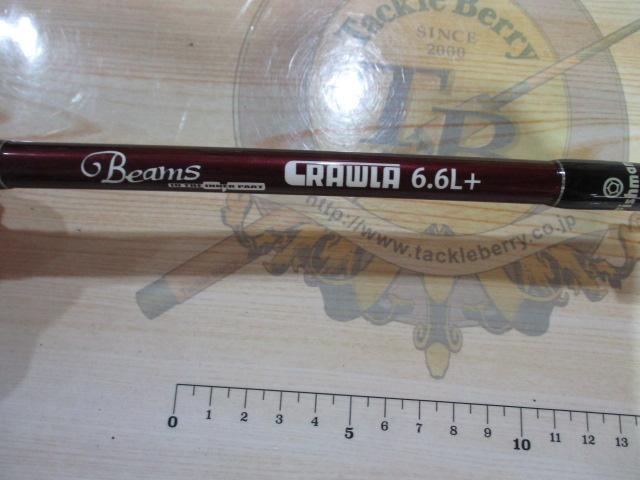 Tackle Berry
SINCE
2000
TB
Beams CRAWLA 6.6L+
IN THE INNER PART
http://www.tackleberry.co.jp
0 1 2 3 4 5 6 7 8 9 10 11 12 13